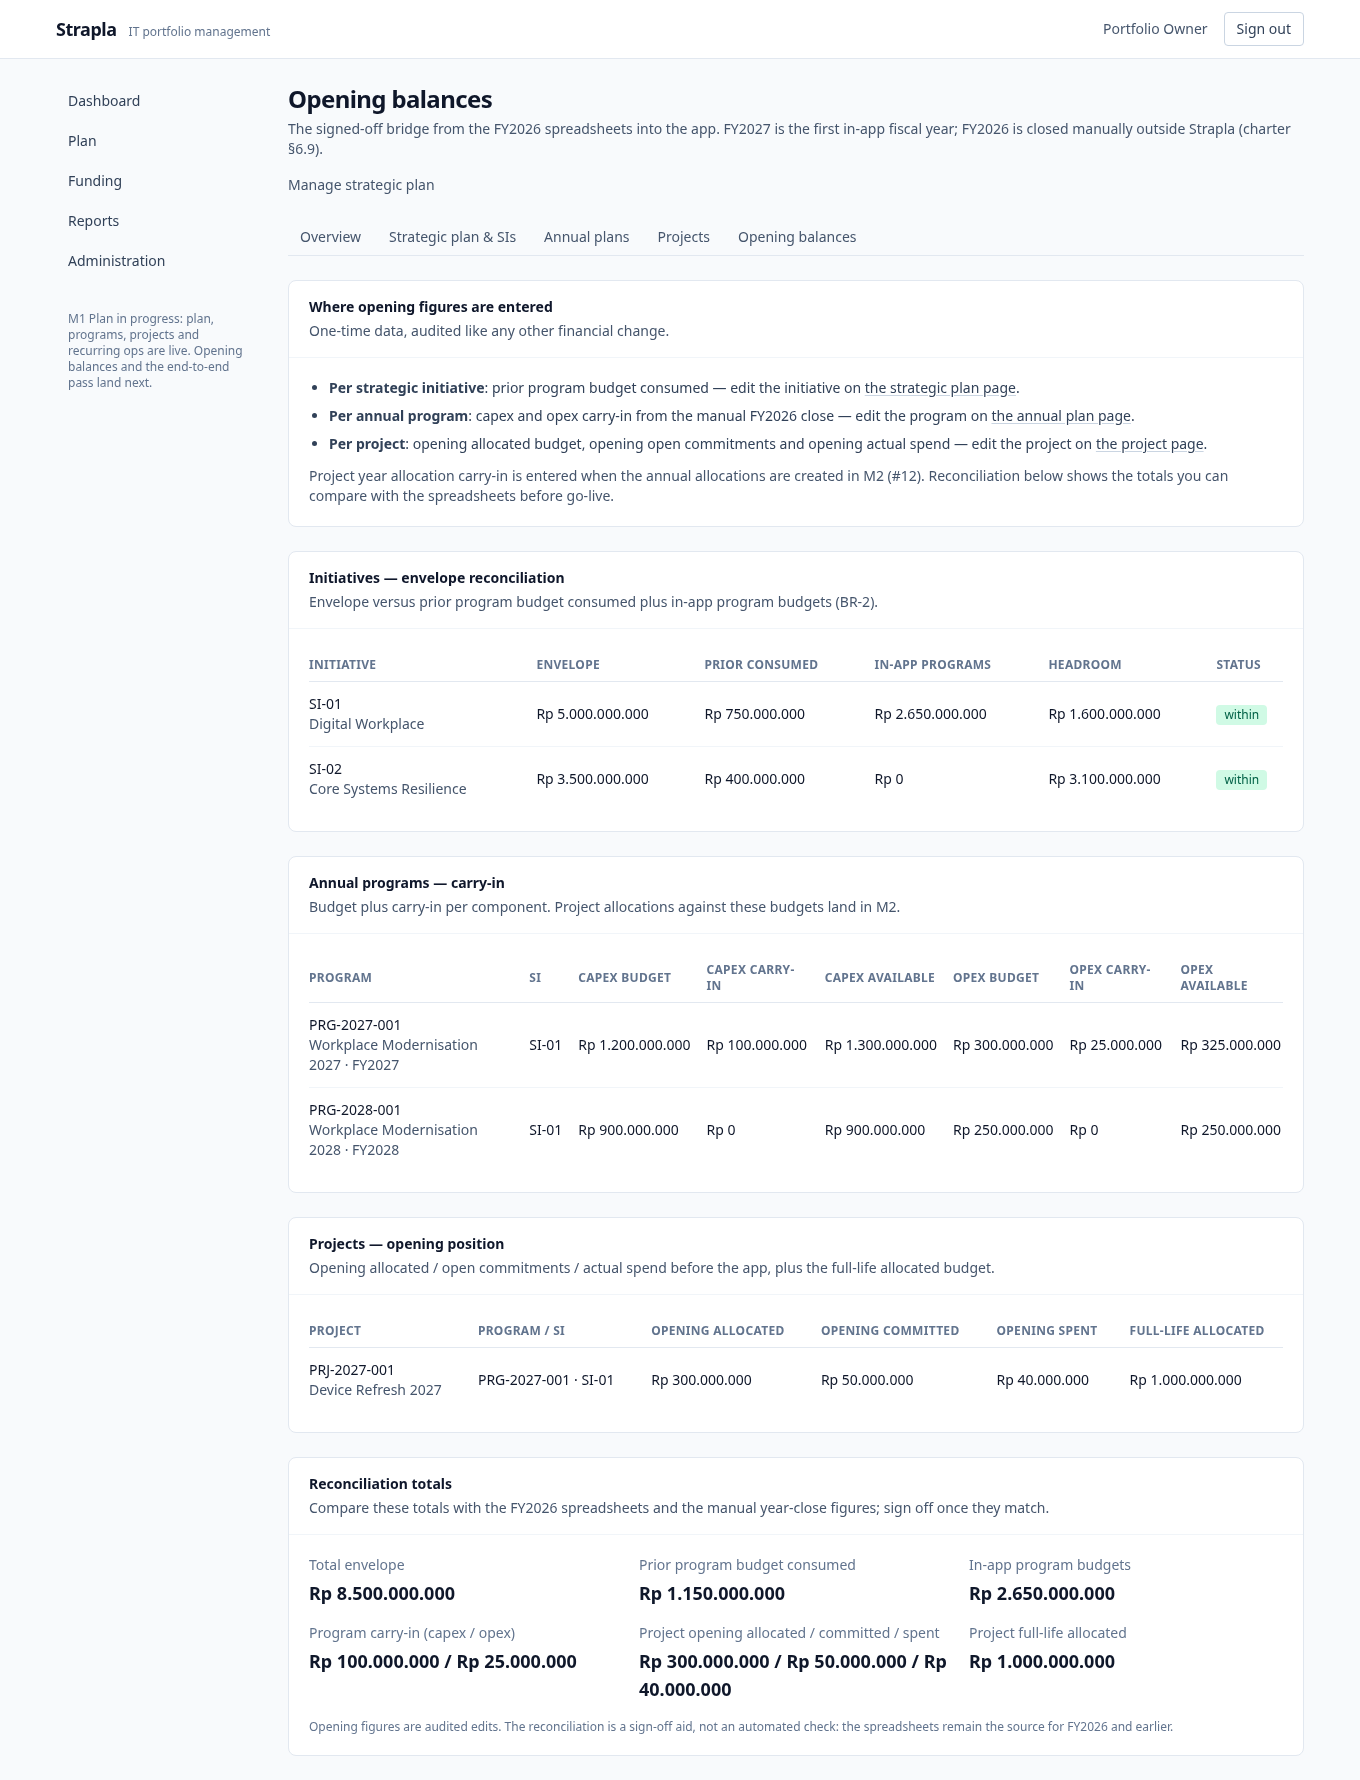 Strapla IT portfolio management Portfolio Owner Sign out
Dashboard
Plan
Funding
Reports
Administration
M1 Plan in progress: plan,
programs, projects and
recurring ops are live. Opening
balances and the end-to-end
pass land next.
Opening balances
The signed-off bridge from the FY2026 spreadsheets into the app. FY2027 is the first in-app fiscal year; FY2026 is closed manually outside Strapla (charter
§6.9).
Manage strategic plan
Overview Strategic plan & SIs Annual plans Projects Opening balances
Where opening figures are entered
One-time data, audited like any other financial change.
• Per strategic initiative: prior program budget consumed — edit the initiative on the strategic plan page.
• Per annual program: capex and opex carry-in from the manual FY2026 close — edit the program on the annual plan page.
• Per project: opening allocated budget, opening open commitments and opening actual spend — edit the project on the project page.
Project year allocation carry-in is entered when the annual allocations are created in M2 (#12). Reconciliation below shows the totals you can
compare with the spreadsheets before go-live.
Initiatives — envelope reconciliation
Envelope versus prior program budget consumed plus in-app program budgets (BR-2).
INITIATIVE ENVELOPE PRIOR CONSUMED IN-APP PROGRAMS HEADROOM STATUS
SI-01
Digital Workplace
Rp 5.000.000.000 Rp 750.000.000 Rp 2.650.000.000 Rp 1.600.000.000 within
SI-02
Core Systems Resilience
Rp 3.500.000.000 Rp 400.000.000 Rp 0 Rp 3.100.000.000 within
Annual programs — carry-in
Budget plus carry-in per component. Project allocations against these budgets land in M2.
PROGRAM SI CAPEX BUDGET CAPEX CARRY-IN CAPEX AVAILABLE OPEX BUDGET OPEX CARRY-IN OPEX AVAILABLE
PRG-2027-001
Workplace Modernisation
2027 · FY2027
SI-01 Rp 1.200.000.000 Rp 100.000.000 Rp 1.300.000.000 Rp 300.000.000 Rp 25.000.000 Rp 325.000.000
PRG-2028-001
Workplace Modernisation
2028 · FY2028
SI-01 Rp 900.000.000 Rp 0 Rp 900.000.000 Rp 250.000.000 Rp 0 Rp 250.000.000
Projects — opening position
Opening allocated / open commitments / actual spend before the app, plus the full-life allocated budget.
PROJECT PROGRAM / SI OPENING ALLOCATED OPENING COMMITTED OPENING SPENT FULL-LIFE ALLOCATED
PRJ-2027-001
Device Refresh 2027
PRG-2027-001 · SI-01 Rp 300.000.000 Rp 50.000.000 Rp 40.000.000 Rp 1.000.000.000
Reconciliation totals
Compare these totals with the FY2026 spreadsheets and the manual year-close figures; sign off once they match.
Total envelope
Rp 8.500.000.000
Prior program budget consumed
Rp 1.150.000.000
In-app program budgets
Rp 2.650.000.000
Program carry-in (capex / opex)
Rp 100.000.000 / Rp 25.000.000
Project opening allocated / committed / spent
Rp 300.000.000 / Rp 50.000.000 / Rp
40.000.000
Project full-life allocated
Rp 1.000.000.000
Opening figures are audited edits. The reconciliation is a sign-off aid, not an automated check: the spreadsheets remain the source for FY2026 and earlier.